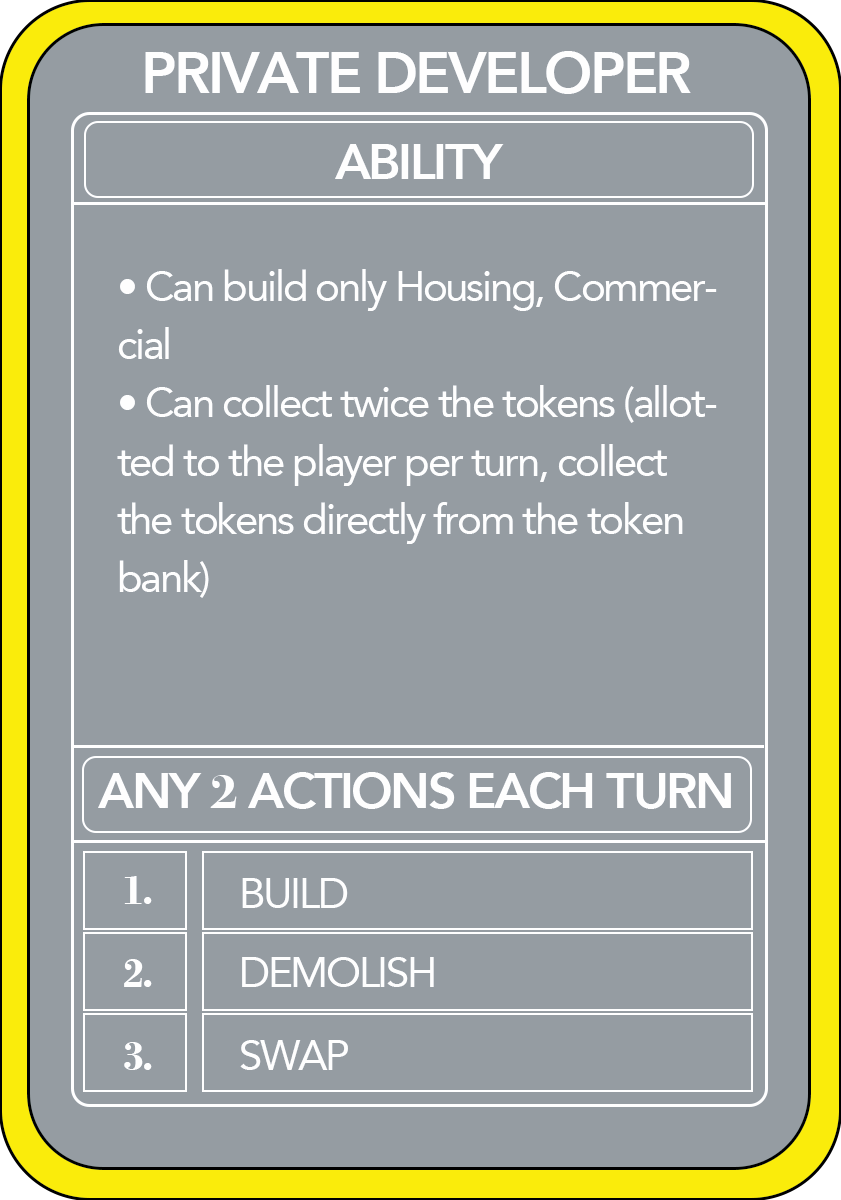 PRIVATE DEVELOPER
ABILITY
• Can build only Housing, Commer-
cial
• Can collect twice the tokens (allot-
ted to the player per turn, collect
the tokens directly from the token
bank)
ANY 2 ACTIONS EACH TURN
1. BUILD
2. DEMOLISH
3. SWAP